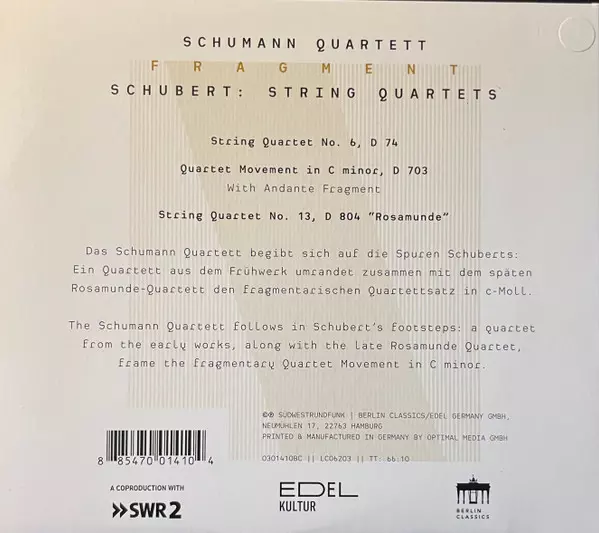 SCHUMANN QUARTETT
FRAGMENT
SCHUBERT: STRING QUARTETS
String Quartet No. 6, D 74
Quartet Movement in C minor, D 703
With Andante Fragment
String Quartet No. 13, D 804 "Rosamunde"
Das Schumann Quartett begibt sich auf die Spuren Schuberts:
Ein Quartett aus dem Frühwerk umrandet zusammen mit dem späten
Rosamunde-Quartett den fragmentarischen Quartettsatz in c-Moll.
The Schumann Quartett follows in Schubert's footsteps: a quartet
from the early works, along with the late Rosamunde Quartet,
frame the fragmentary Quartet Movement in C minor.
©℗ SÜDWESTRUNDFUNK | BERLIN CLASSICS/EDEL GERMANY GMBH,
NEUMÜHLEN 17, 22763 HAMBURG
PRINTED & MANUFACTURED IN GERMANY BY OPTIMAL MEDIA GMBH
0301410BC || LC06203 || TT: 66:10
8 85470 01410 4
A COPRODUCTION WITH
SWR2
EDEL
KULTUR
BERLIN
CLASSICS